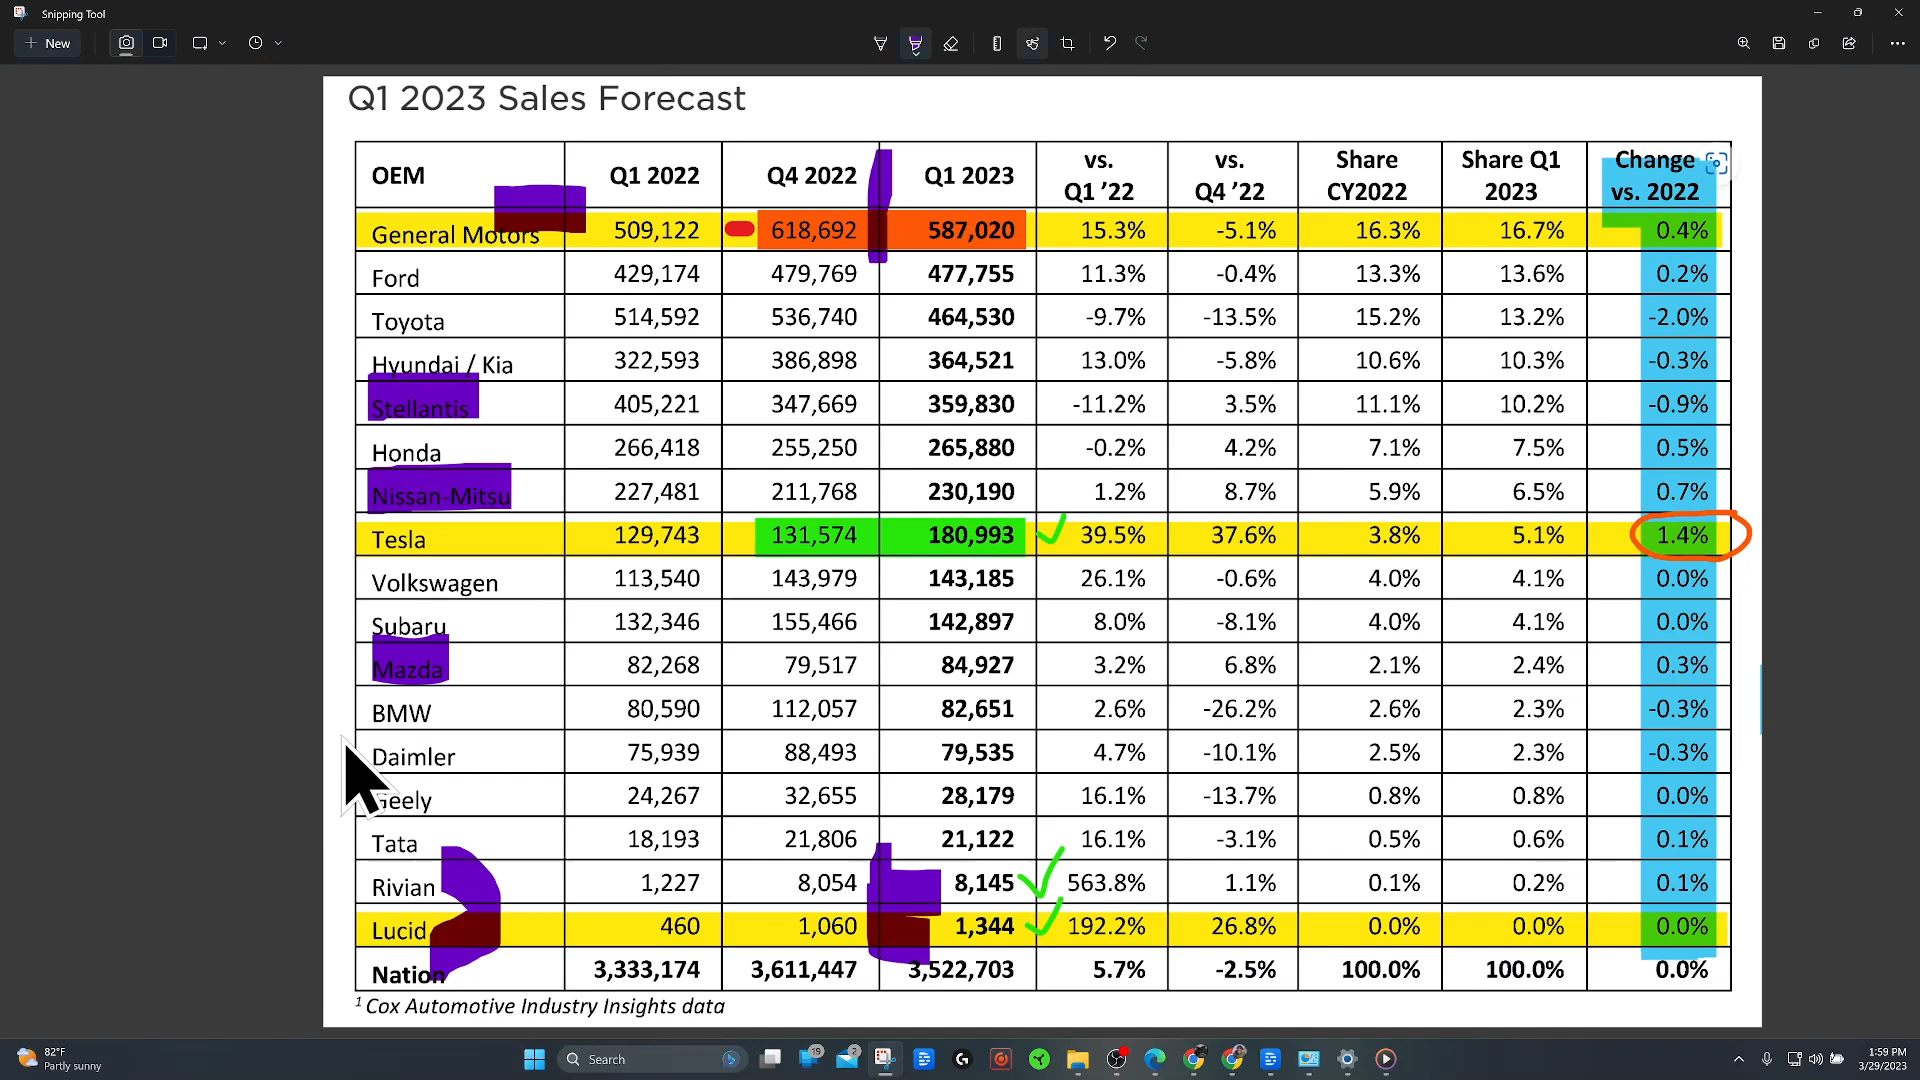 Snipping Tool
New
Q1 2023 Sales Forecast
OEM Q1 2022 Q4 2022 Q1 2023 vs. Q1 ’22 vs. Q4 ’22 Share CY2022 Share Q1 2023 Change vs. 2022
General Motors 509,122 618,692 587,020 15.3% -5.1% 16.3% 16.7% 0.4%
Ford 429,174 479,769 477,755 11.3% -0.4% 13.3% 13.6% 0.2%
Toyota 514,592 536,740 464,530 -9.7% -13.5% 15.2% 13.2% -2.0%
Hyundai / Kia 322,593 386,898 364,521 13.0% -5.8% 10.6% 10.3% -0.3%
Stellantis 405,221 347,669 359,830 -11.2% 3.5% 11.1% 10.2% -0.9%
Honda 266,418 255,250 265,880 -0.2% 4.2% 7.1% 7.5% 0.5%
Nissan-Mitsu 227,481 211,768 230,190 1.2% 8.7% 5.9% 6.5% 0.7%
Tesla 129,743 131,574 180,993 39.5% 37.6% 3.8% 5.1% 1.4%
Volkswagen 113,540 143,979 143,185 26.1% -0.6% 4.0% 4.1% 0.0%
Subaru 132,346 155,466 142,897 8.0% -8.1% 4.0% 4.1% 0.0%
Mazda 82,268 79,517 84,927 3.2% 6.8% 2.1% 2.4% 0.3%
BMW 80,590 112,057 82,651 2.6% -26.2% 2.6% 2.3% -0.3%
Daimler 75,939 88,493 79,535 4.7% -10.1% 2.5% 2.3% -0.3%
Geely 24,267 32,655 28,179 16.1% -13.7% 0.8% 0.8% 0.0%
Tata 18,193 21,806 21,122 16.1% -3.1% 0.5% 0.6% 0.1%
Rivian 1,227 8,054 8,145 563.8% 1.1% 0.1% 0.2% 0.1%
Lucid 460 1,060 1,344 192.2% 26.8% 0.0% 0.0% 0.0%
Nation 3,333,174 3,611,447 3,522,703 5.7% -2.5% 100.0% 100.0% 0.0%
1 Cox Automotive Industry Insights data
82°F
Partly sunny
Search
19
2
1:59 PM
3/29/2023